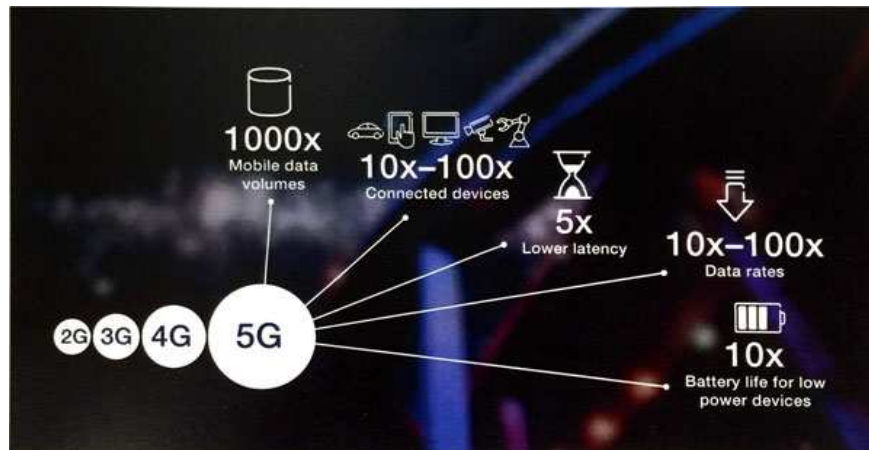 1000x
Mobile data
volumes
10x–100x
Connected devices
5x
Lower latency
10x–100x
Data rates
2G 3G 4G 5G
10x
Battery life for low
power devices